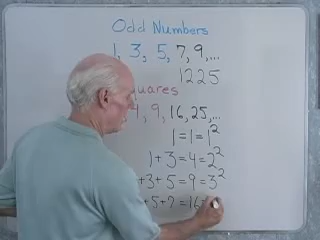 Odd Numbers
1, 3, 5, 7, 9,...
1225
quares
4, 9, 16, 25,...
1 = 1 = 1²
1 + 3 = 4 = 2²
+ 3 + 5 = 9 = 3²
+ 5 + 7 = 16 =